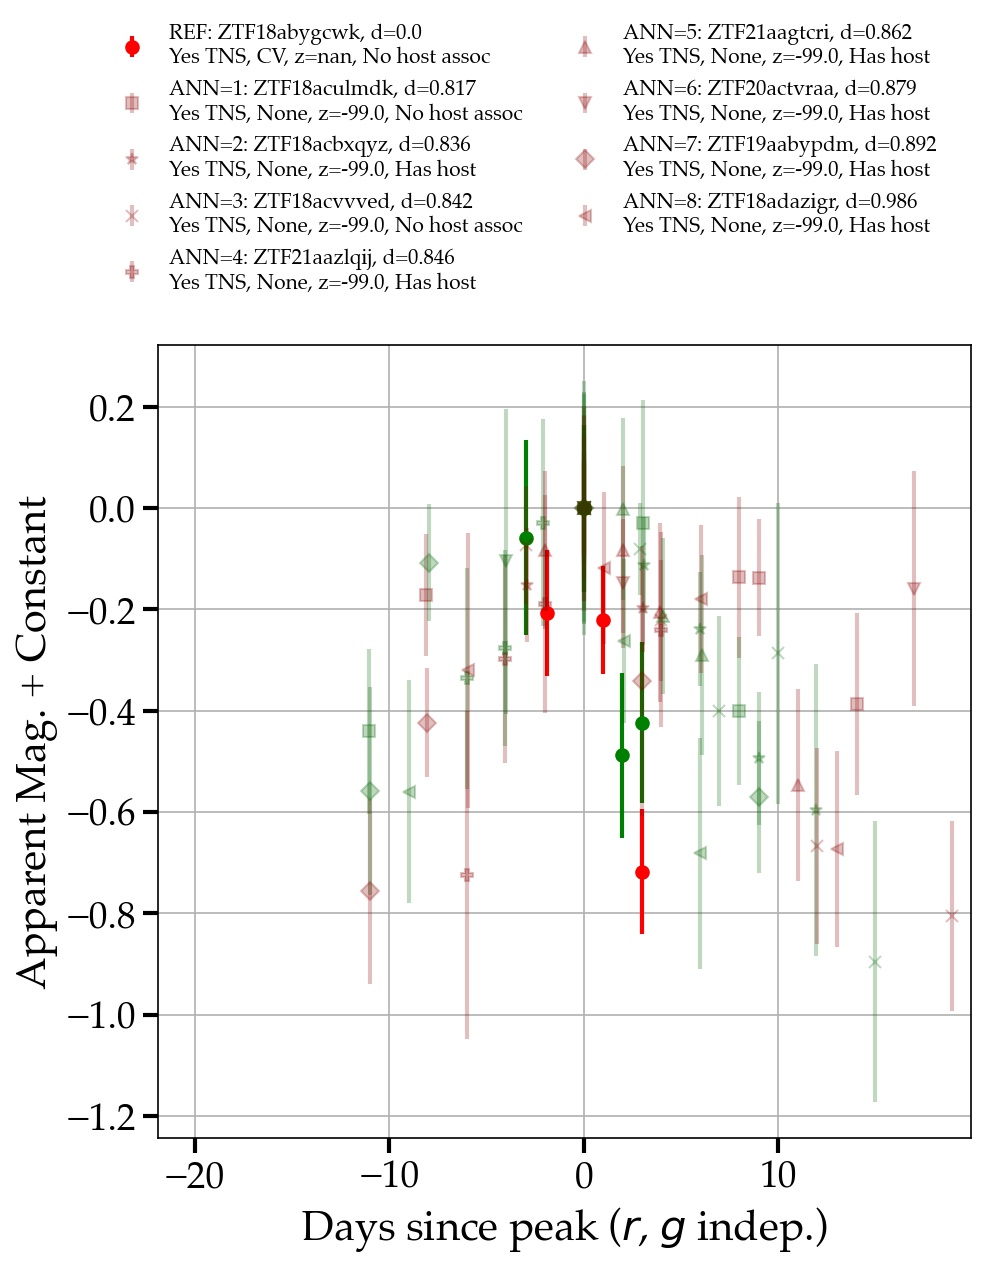 REF: ZTF18abygcwk, d=0.0
Yes TNS, CV, z=nan, No host assoc
ANN=1: ZTF18aculmdk, d=0.817
Yes TNS, None, z=-99.0, No host assoc
ANN=2: ZTF18acbxqyz, d=0.836
Yes TNS, None, z=-99.0, Has host
ANN=3: ZTF18acvvved, d=0.842
Yes TNS, None, z=-99.0, No host assoc
ANN=4: ZTF21aazlqij, d=0.846
Yes TNS, None, z=-99.0, Has host
ANN=5: ZTF21aagtcri, d=0.862
Yes TNS, None, z=-99.0, Has host
ANN=6: ZTF20actvraa, d=0.879
Yes TNS, None, z=-99.0, Has host
ANN=7: ZTF19aabypdm, d=0.892
Yes TNS, None, z=-99.0, Has host
ANN=8: ZTF18adazigr, d=0.986
Yes TNS, None, z=-99.0, Has host
Apparent Mag. + Constant
0.2
0.0
−0.2
−0.4
−0.6
−0.8
−1.0
−1.2
−20 −10 0 10
Days since peak (r, g indep.)